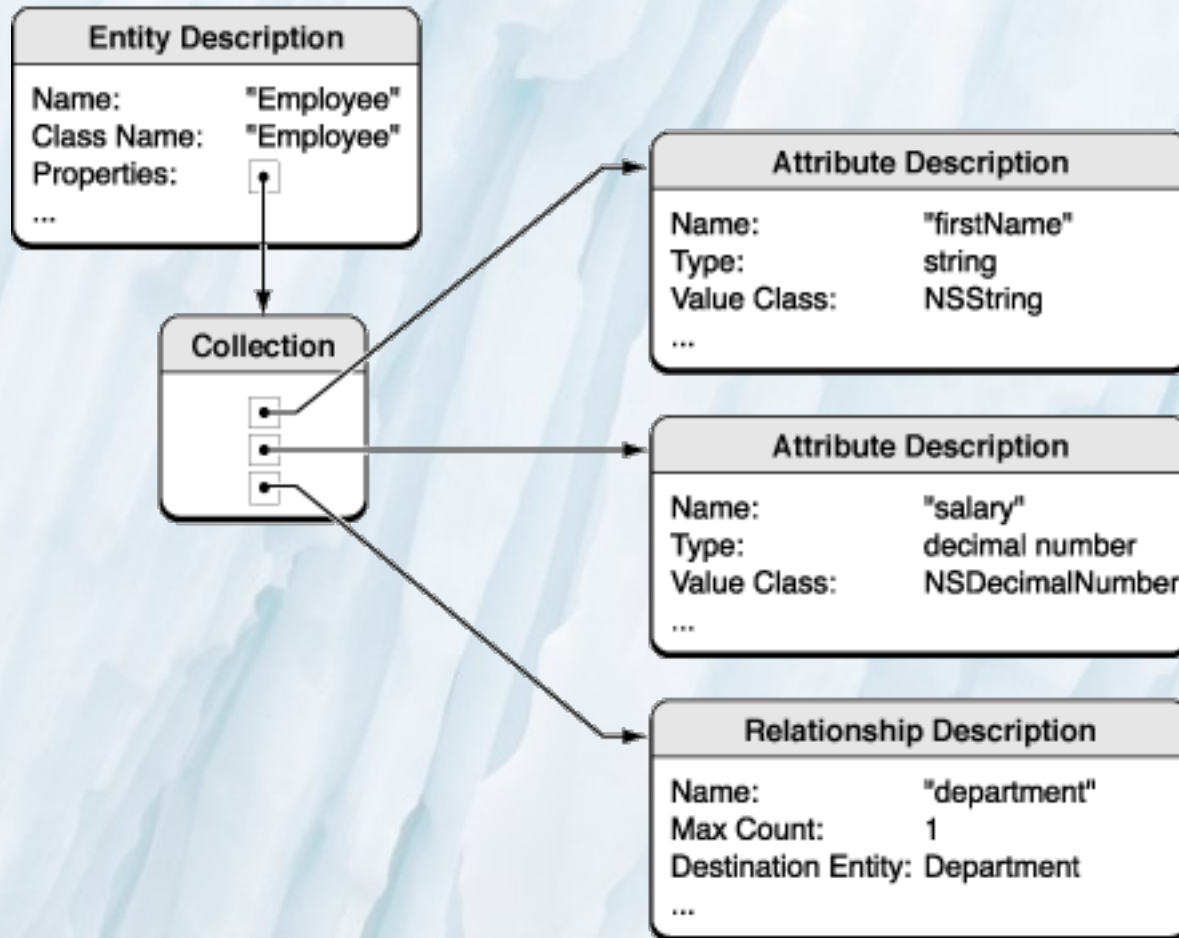 Entity Description
Name: "Employee"
Class Name: "Employee"
Properties:
...
Collection
Attribute Description
Name: "firstName"
Type: string
Value Class: NSString
...
Attribute Description
Name: "salary"
Type: decimal number
Value Class: NSDecimalNumber
...
Relationship Description
Name: "department"
Max Count: 1
Destination Entity: Department
...